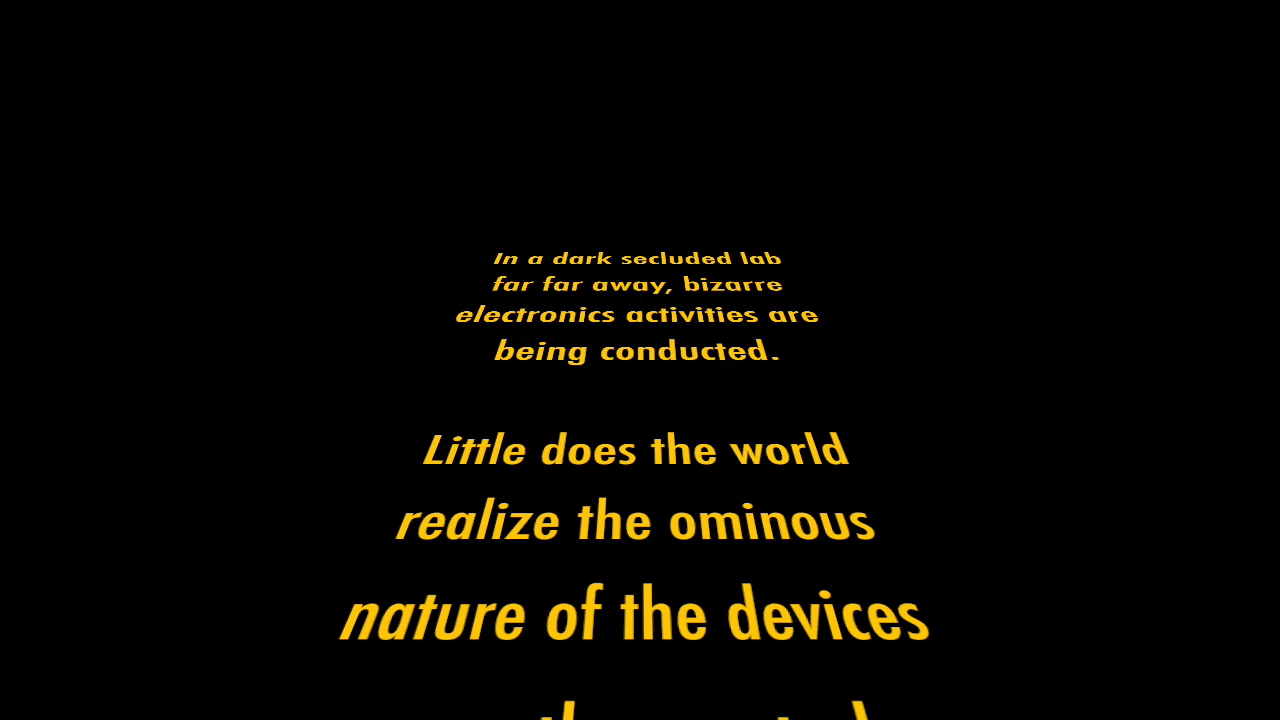 In a dark secluded lab
far far away, bizarre
electronics activities are
being conducted.
Little does the world
realize the ominous
nature of the devices